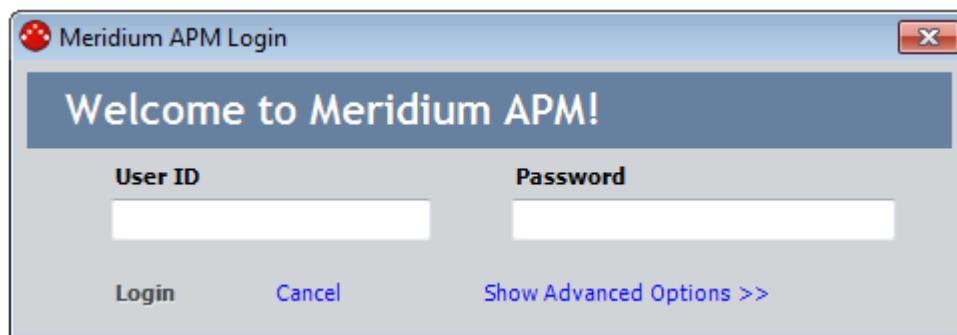 Meridium APM Login
Welcome to Meridium APM!
User ID Password
Login Cancel Show Advanced Options >>